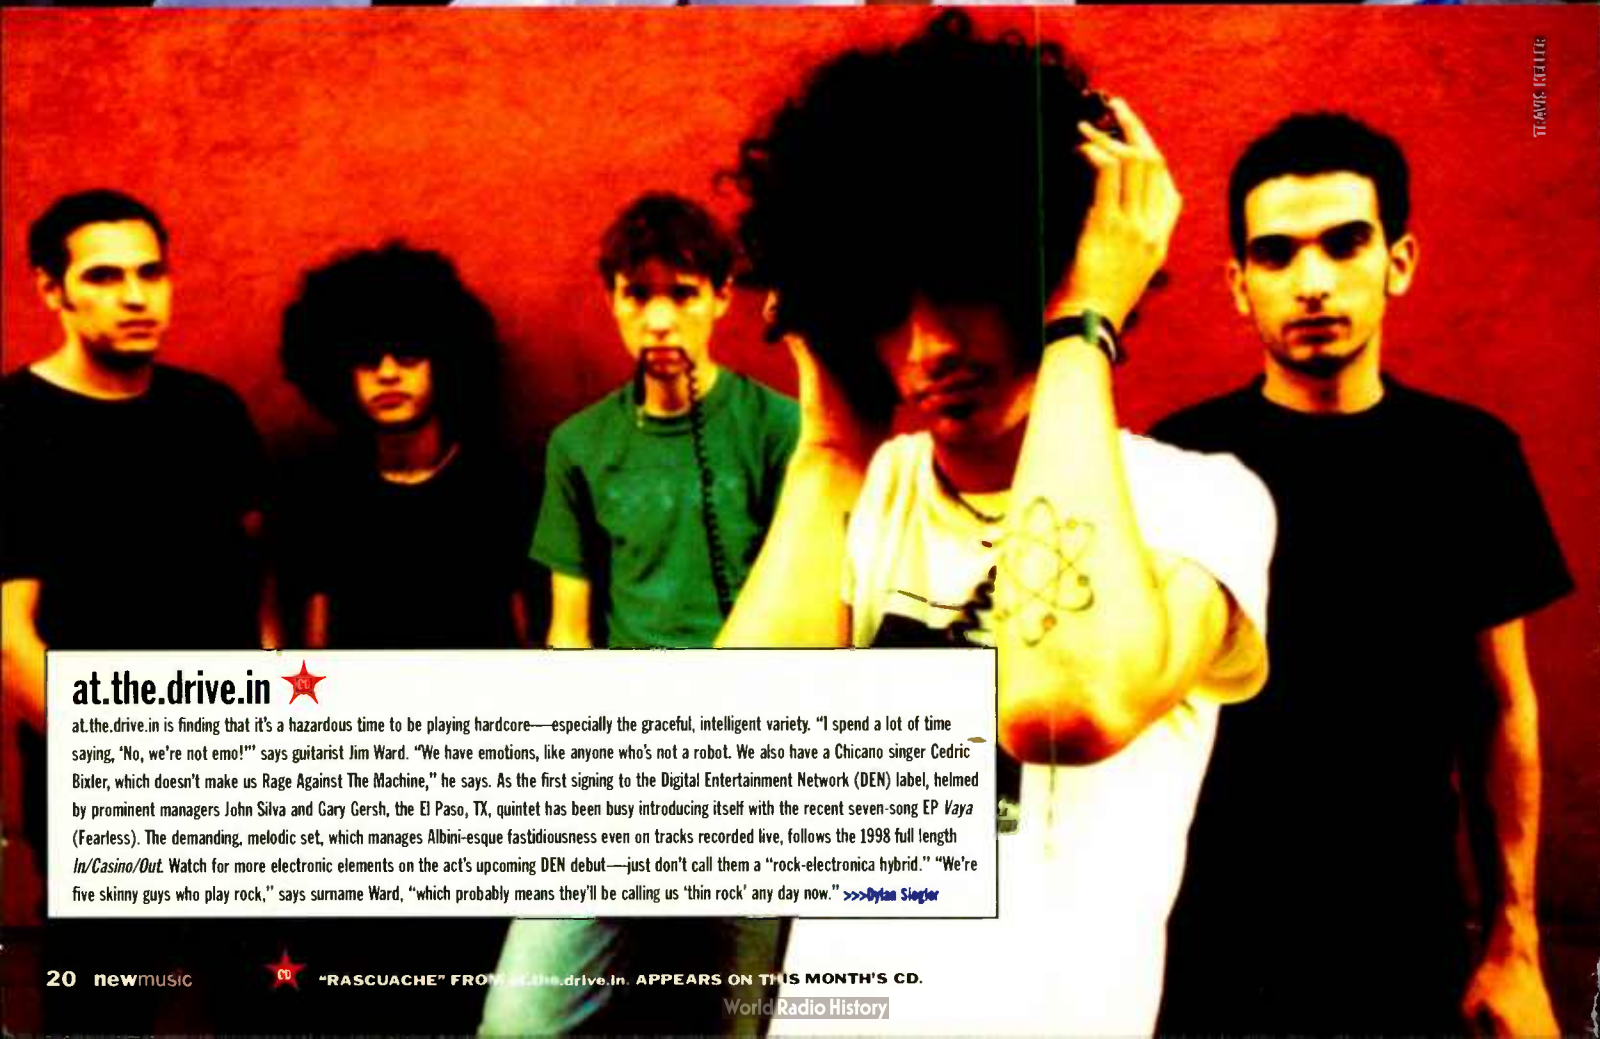 TRAVIS KELLER
at.the.drive.in
CD
at.the.drive.in is finding that it's a hazardous time to be playing hardcore—especially the graceful, intelligent variety. “I spend a lot of time
saying, ‘No, we're not emo!’” says guitarist Jim Ward. “We have emotions, like anyone who's not a robot. We also have a Chicano singer Cedric
Bixler, which doesn't make us Rage Against The Machine,” he says. As the first signing to the Digital Entertainment Network (DEN) label, helmed
by prominent managers John Silva and Gary Gersh, the El Paso, TX, quintet has been busy introducing itself with the recent seven-song EP Vaya
(Fearless). The demanding, melodic set, which manages Albini-esque fastidiousness even on tracks recorded live, follows the 1998 full length
In/Casino/Out. Watch for more electronic elements on the act's upcoming DEN debut—just don't call them a “rock-electronica hybrid.” “We're
five skinny guys who play rock,” says surname Ward, “which probably means they'll be calling us ‘thin rock’ any day now.” >>>Dylan Siegler
20 newmusic
CD
“RASCUACHE” FROM at.the.drive.in. APPEARS ON THIS MONTH'S CD.
World Radio History